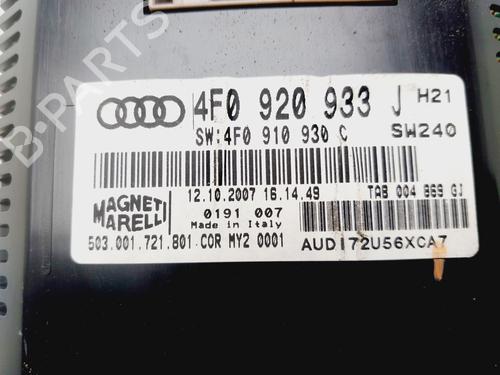 B-PARTS
4F0 920 933 J H21
SW:4F0 910 930 C SW240
12.10.2007 16.14.49 TAB 004 869 GJ
MAGNETI MARELLI
0191 007
Made in Italy
503.001.721.801 COR MY2 0001 AUDI72U56XCA7